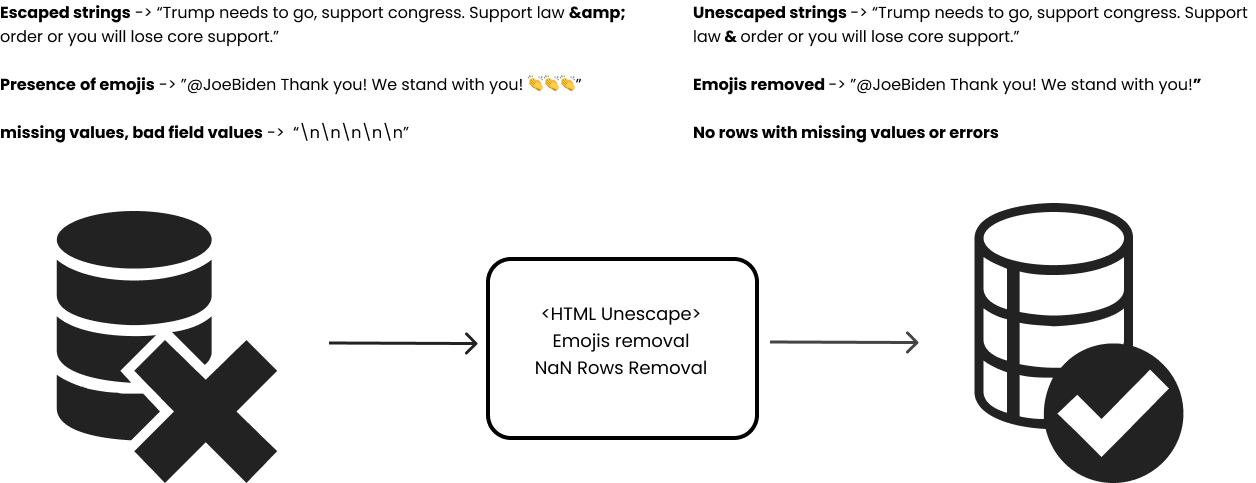 Escaped strings -> “Trump needs to go, support congress. Support law &amp;
order or you will lose core support.”
Presence of emojis -> ”@JoeBiden Thank you! We stand with you! 👏👏👏”
missing values, bad field values -> “\n\n\n\n\n”
Unescaped strings -> “Trump needs to go, support congress. Support
law & order or you will lose core support.”
Emojis removed -> ”@JoeBiden Thank you! We stand with you!”
No rows with missing values or errors
<HTML Unescape>
Emojis removal
NaN Rows Removal